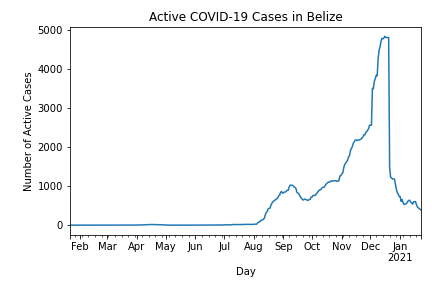 Active COVID-19 Cases in Belize
Number of Active Cases
5000
4000
3000
2000
1000
0
Feb Mar Apr May Jun Jul Aug Sep Oct Nov Dec Jan
2021
Day